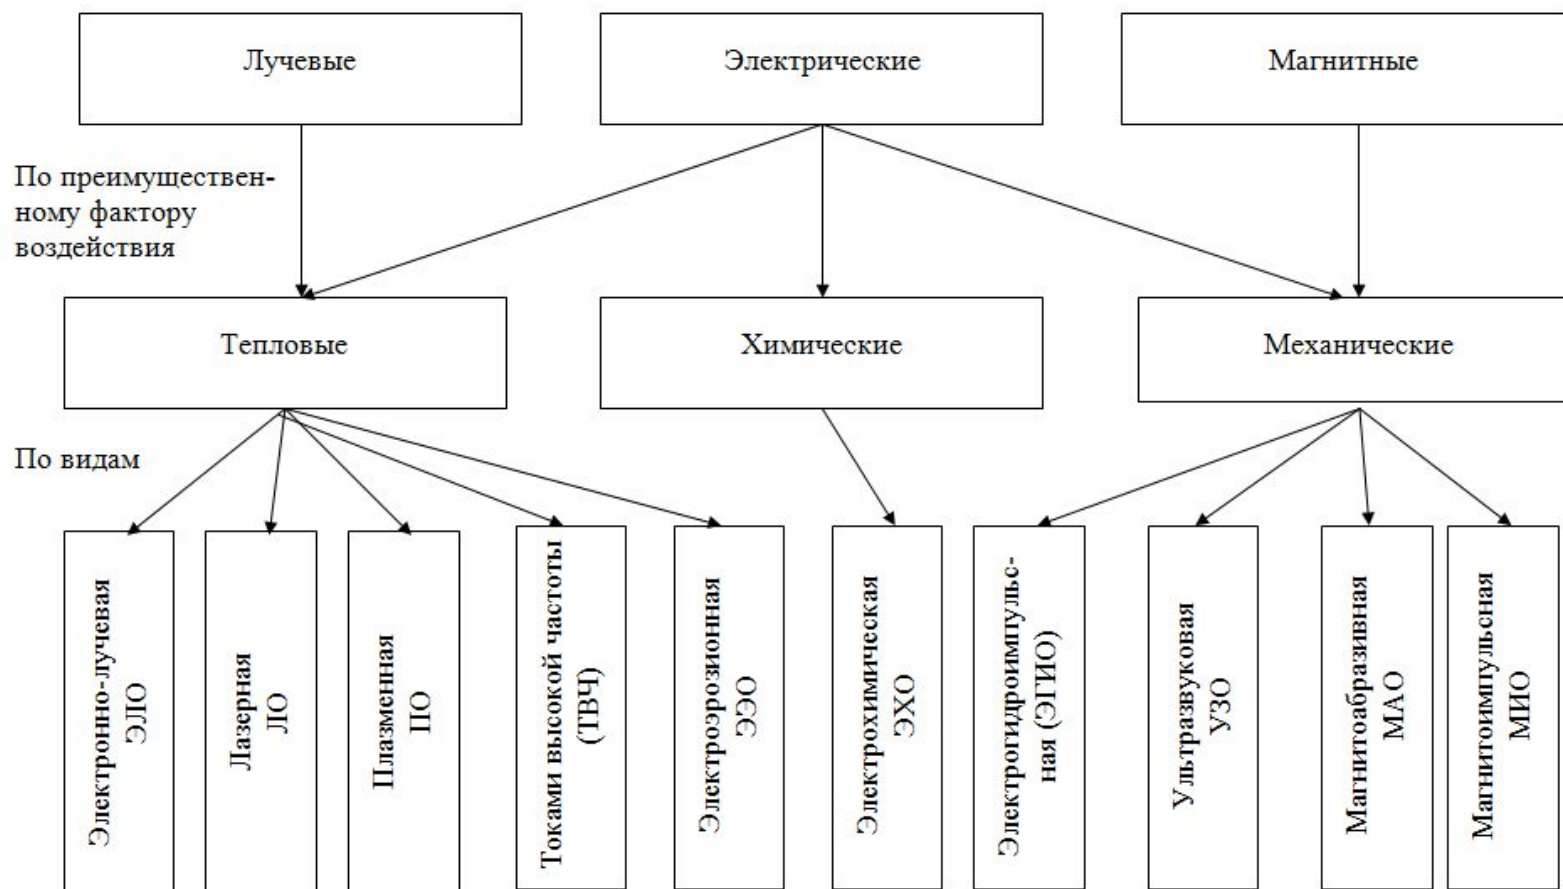 Лучевые
Электрические
Магнитные
По преимуществен-
ному фактору
воздействия
Тепловые
Химические
Механические
По видам
Электронно-лучевая
ЭЛО
Лазерная
ЛО
Плазменная
ПО
Токами высокой частоты
(ТВЧ)
Электроэрозионная
ЭЭО
Электрохимическая
ЭХО
Электрогидроимпульс-
ная (ЭГИО)
Ультразвуковая
УЗО
Магнитоабразивная
МАО
Магнитоимпульсная
МИО